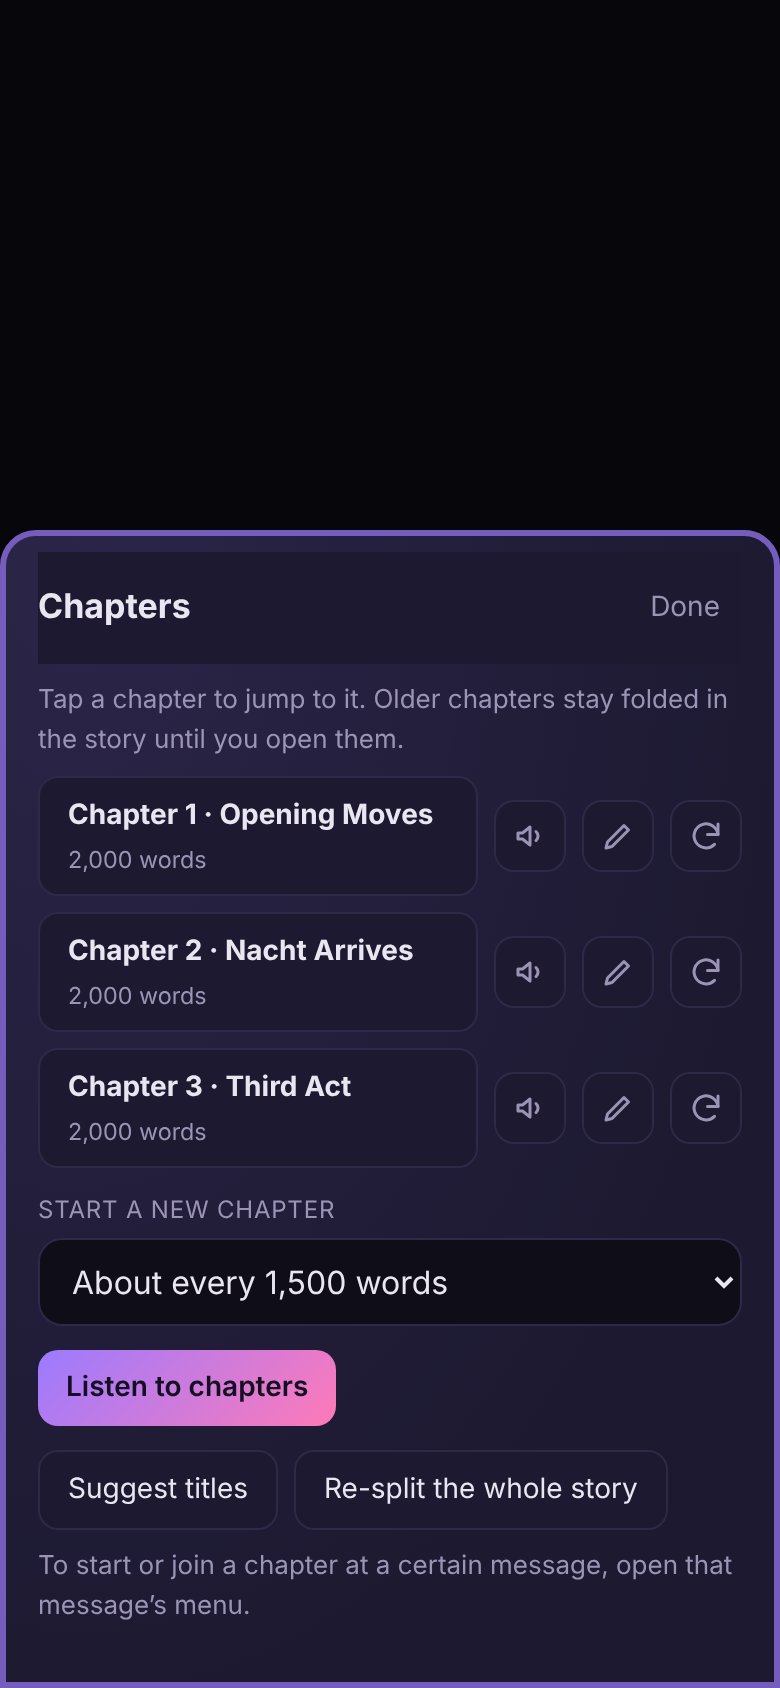 Chapters
Done
Tap a chapter to jump to it. Older chapters stay folded in
the story until you open them.
Chapter 1 · Opening Moves
2,000 words
Chapter 2 · Nacht Arrives
2,000 words
Chapter 3 · Third Act
2,000 words
START A NEW CHAPTER
About every 1,500 words
Listen to chapters
Suggest titles
Re-split the whole story
To start or join a chapter at a certain message, open that
message’s menu.